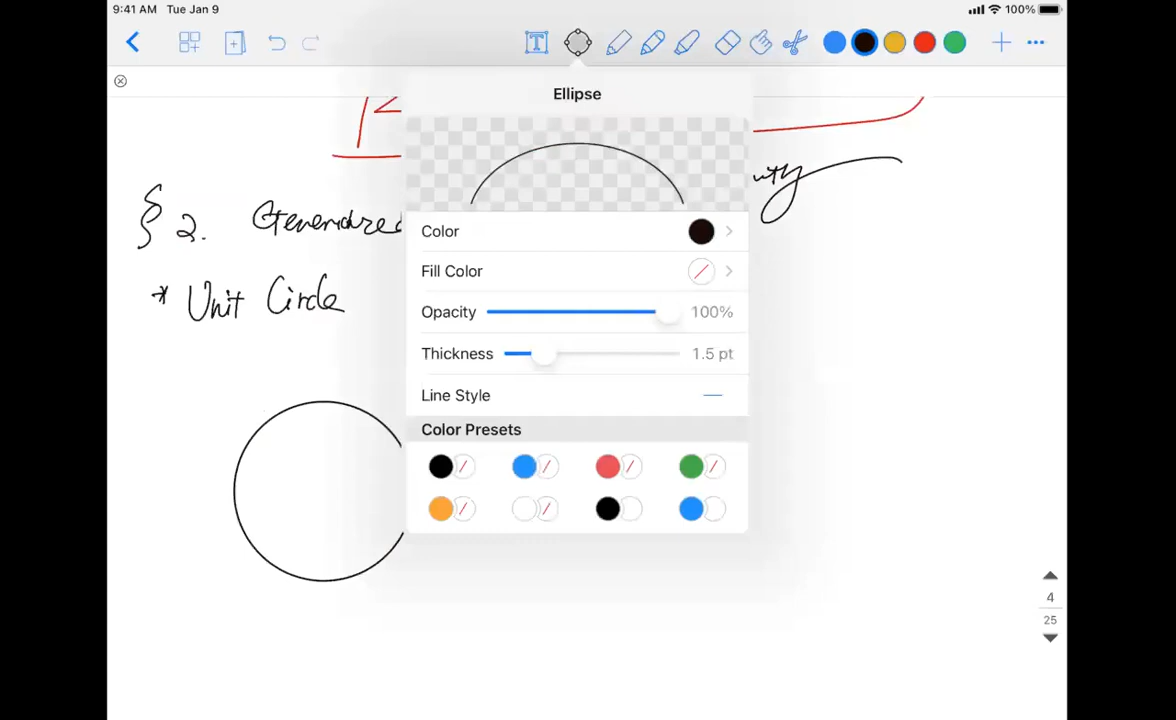 9:41 AM Tue Jan 9
100%
T
Ellipse
Color
Fill Color
Opacity 100%
Thickness 1.5 pt
Line Style
Color Presets
§ 2.
* Unit Circle
4
25